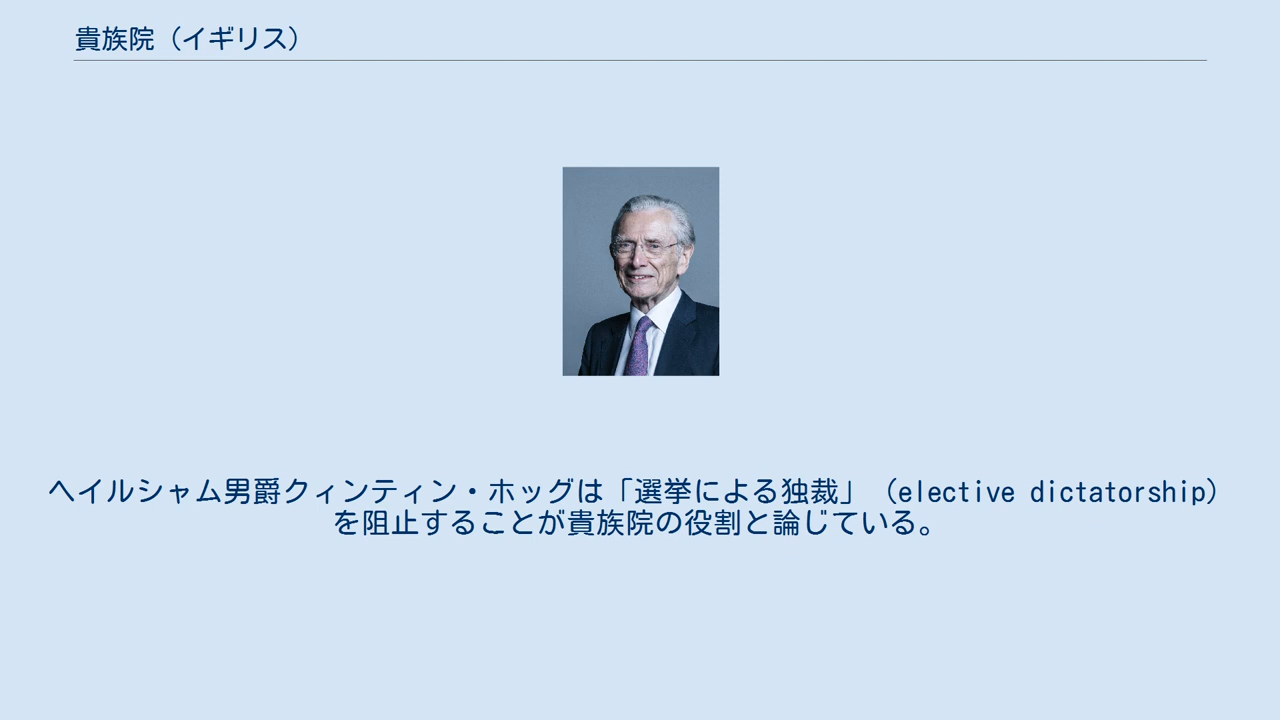 貴族院（イギリス）
ヘイルシャム男爵クィンティン・ホッグは「選挙による独裁」（elective dictatorship）
を阻止することが貴族院の役割と論じている。